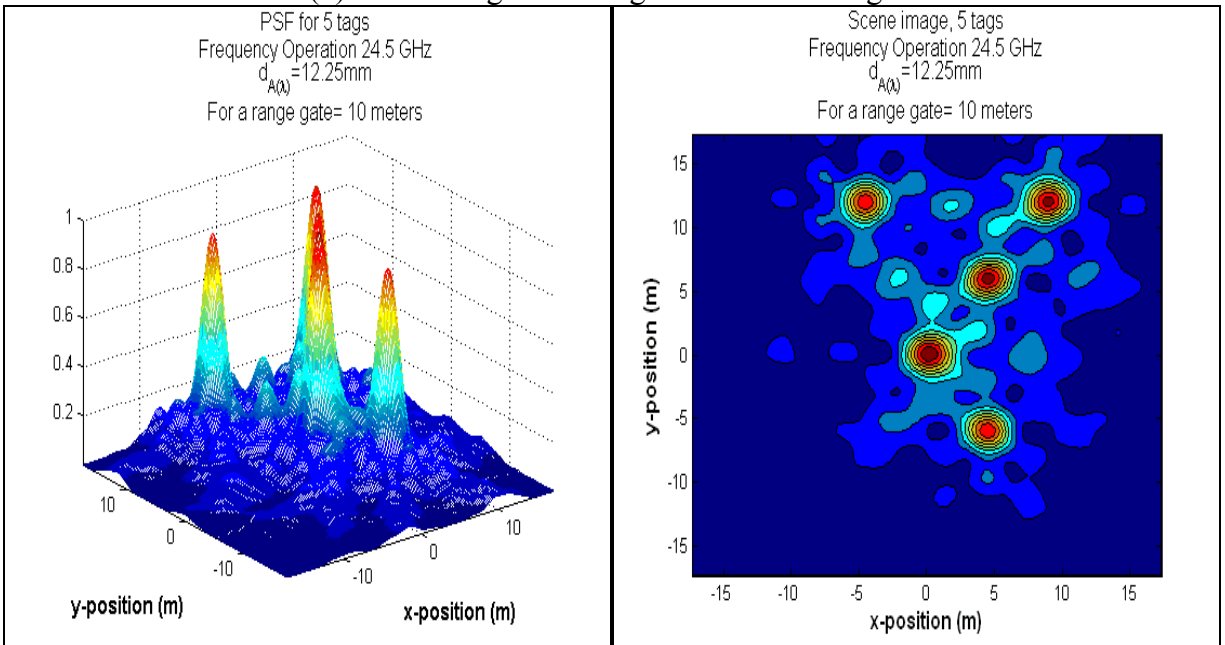 PSF for 5 tags
Frequency Operation 24.5 GHz
d_A(λ)=12.25mm
For a range gate= 10 meters
1
0.8
0.6
0.4
0.2
10
0
-10
-10
0
10
y-position (m)
x-position (m)
Scene image, 5 tags
Frequency Operation 24.5 GHz
d_A(λ)=12.25mm
For a range gate= 10 meters
15
10
5
0
-5
-10
-15
y-position (m)
-15
-10
-5
0
5
10
15
x-position (m)